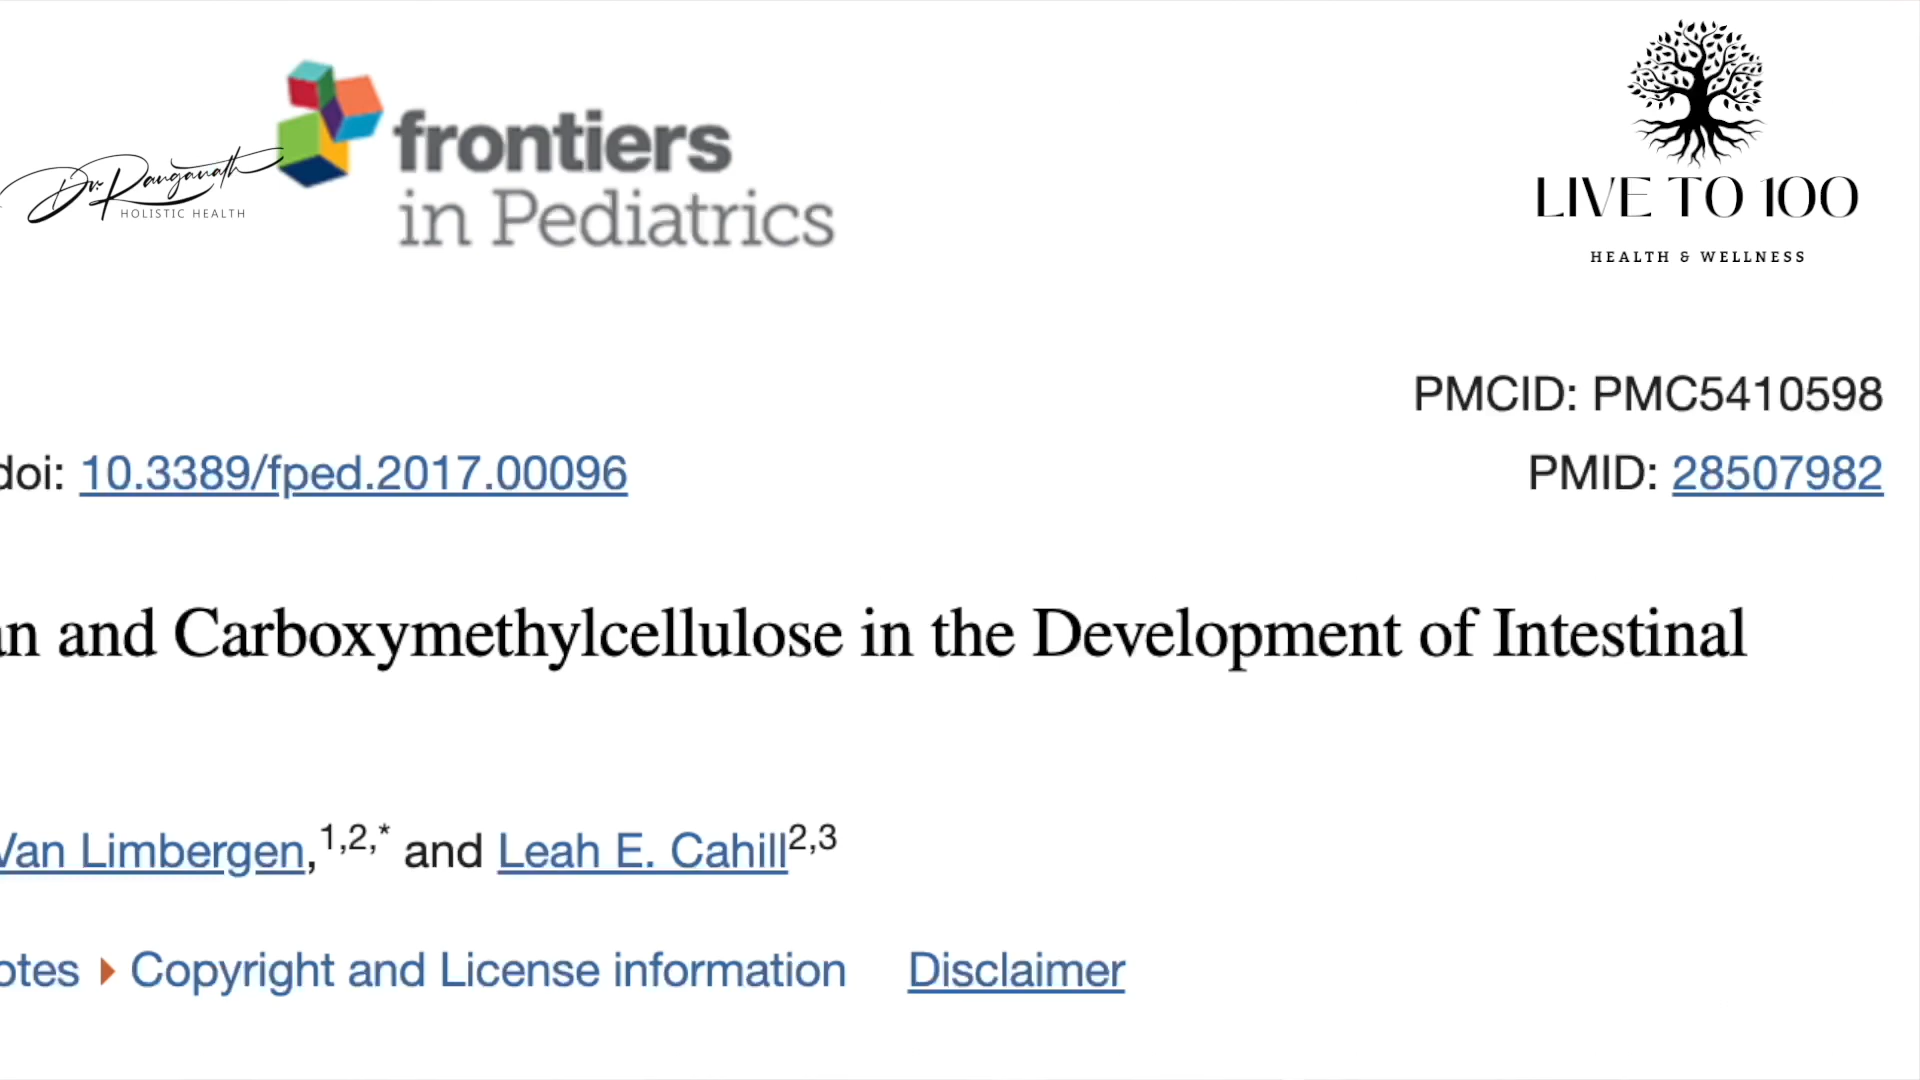 Dr. Ranganath
HOLISTIC HEALTH
frontiers
in Pediatrics
LIVE TO 100
HEALTH & WELLNESS
PMCID: PMC5410598
doi: 10.3389/fped.2017.00096
PMID: 28507982
an and Carboxymethylcellulose in the Development of Intestinal
Van Limbergen,1,2,* and Leah E. Cahill2,3
otes Copyright and License information Disclaimer